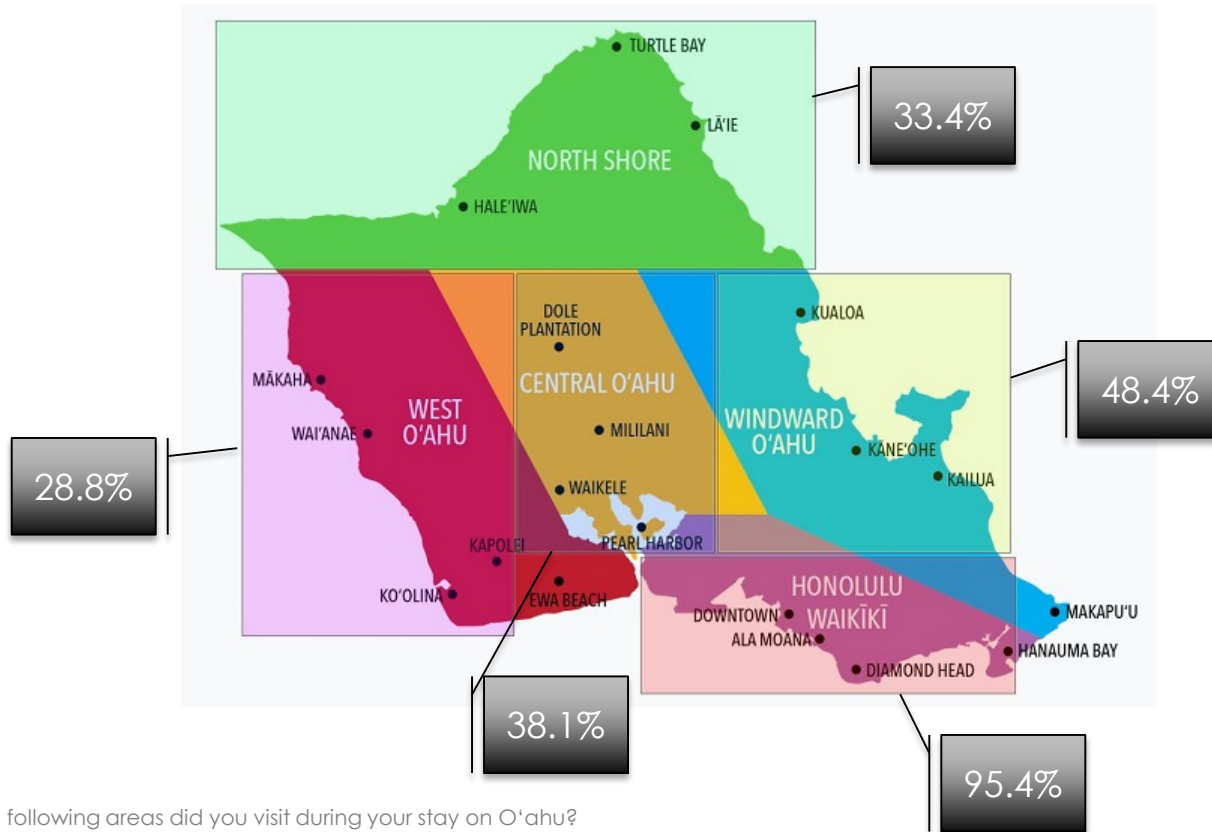 TURTLE BAY
33.4%
LĀ'IE
NORTH SHORE
HALE'IWA
KUALOA
DOLE
PLANTATION
48.4%
MĀKAHA
CENTRAL O'AHU
WEST
O'AHU
WINDWARD
O'AHU
WAI'ANAE
MILILANI
KĀNE'OHE
KAILUA
28.8%
WAIKELE
PEARL HARBOR
KAPOLEI
KO'OLINA
EWA BEACH
HONOLULU
WAIKĪKĪ
DOWNTOWN
MAKAPU'U
ALA MOANA
HANAUMA BAY
DIAMOND HEAD
38.1%
95.4%
following areas did you visit during your stay on O‘ahu?